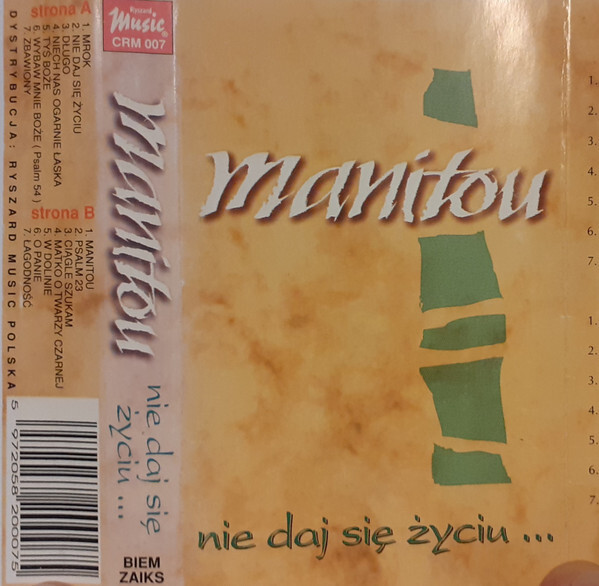 strona A
1. MROK
2. NIE DAJ SIĘ ŻYCIU
3. DŁUGO
4. NIECH NAS OGARNIE ŁASKA
5. TYŚ BOŻE
6. WYBAW MNIE BOŻE ( Psalm 54 )
7. ZBAWIONY
strona B
1. MANITOU
2. PSALM 23
3. CIĄGLE SZUKAM
4. MATKO O TWARZY CZARNEJ
5. W DOLINIE
6. O PANIE
7. ŁAGODNOŚĆ
DYSTRYBUCJA: RYSZARD MUSIC POLSKA
5 972058 200075
Ryszard
Music
CRM 007
manitou
nie daj się
życiu ...
BIEM
ZAIKS
manitou
nie daj się życiu ...
1.
2.
3.
4.
5.
6.
7.
1.
2.
3.
4.
5.
6.
7.